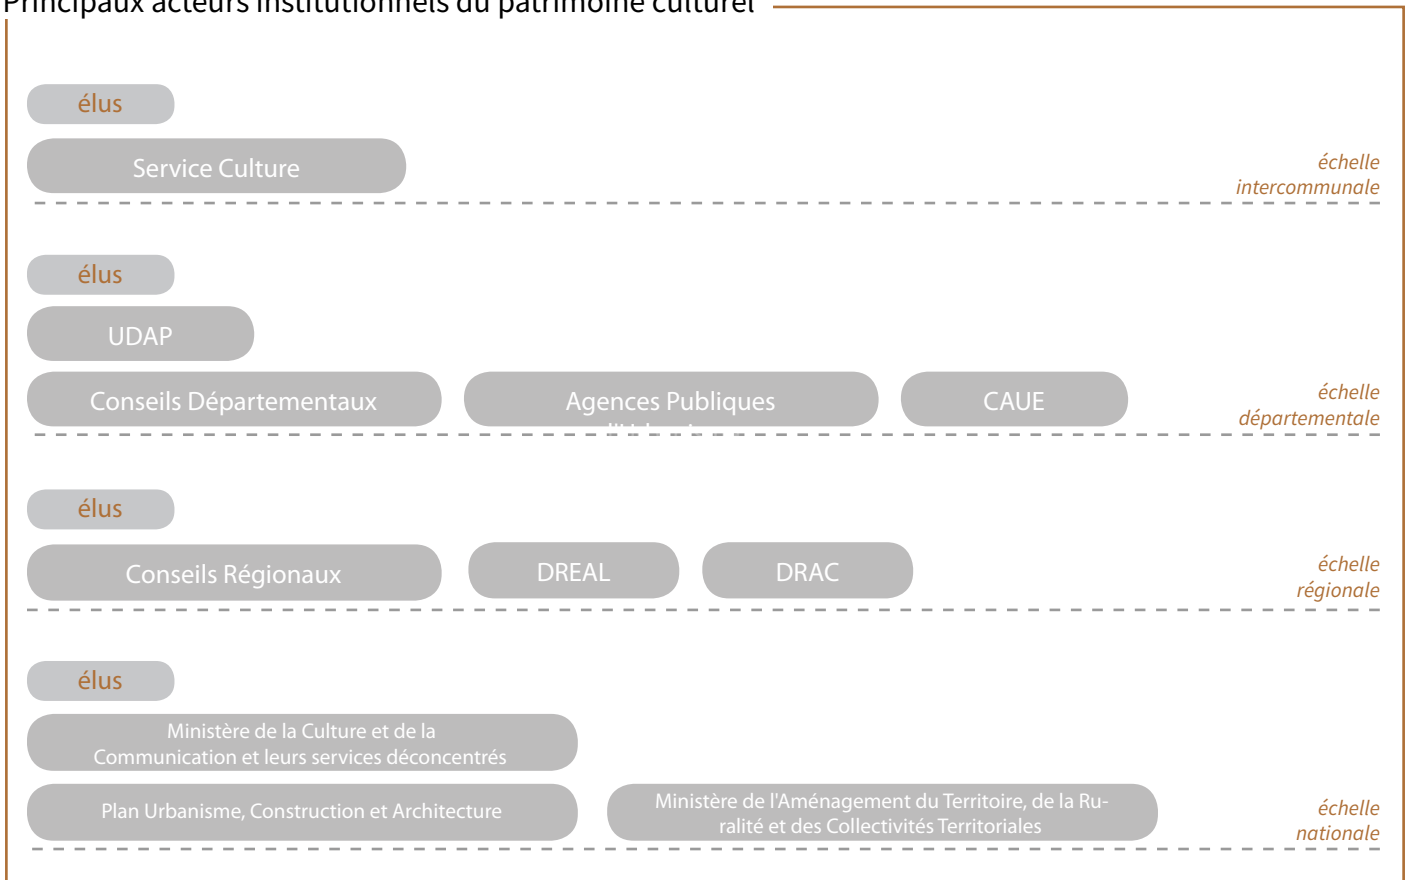 Principaux acteurs institutionnels du patrimoine culturel
élus
Service Culture
échelle
intercommunale
élus
UDAP
Conseils Départementaux
Agences Publiques
CAUE
échelle
départementale
élus
Conseils Régionaux
DREAL
DRAC
échelle
régionale
élus
Ministère de la Culture et de la
Communication et leurs services déconcentrés
Plan Urbanisme, Construction et Architecture
Ministère de l'Aménagement du Territoire, de la Ru-
ralité et des Collectivités Territoriales
échelle
nationale